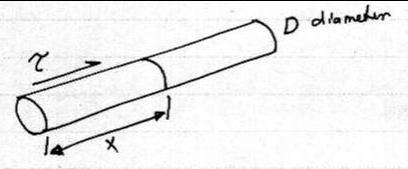 D diameter
τ
x